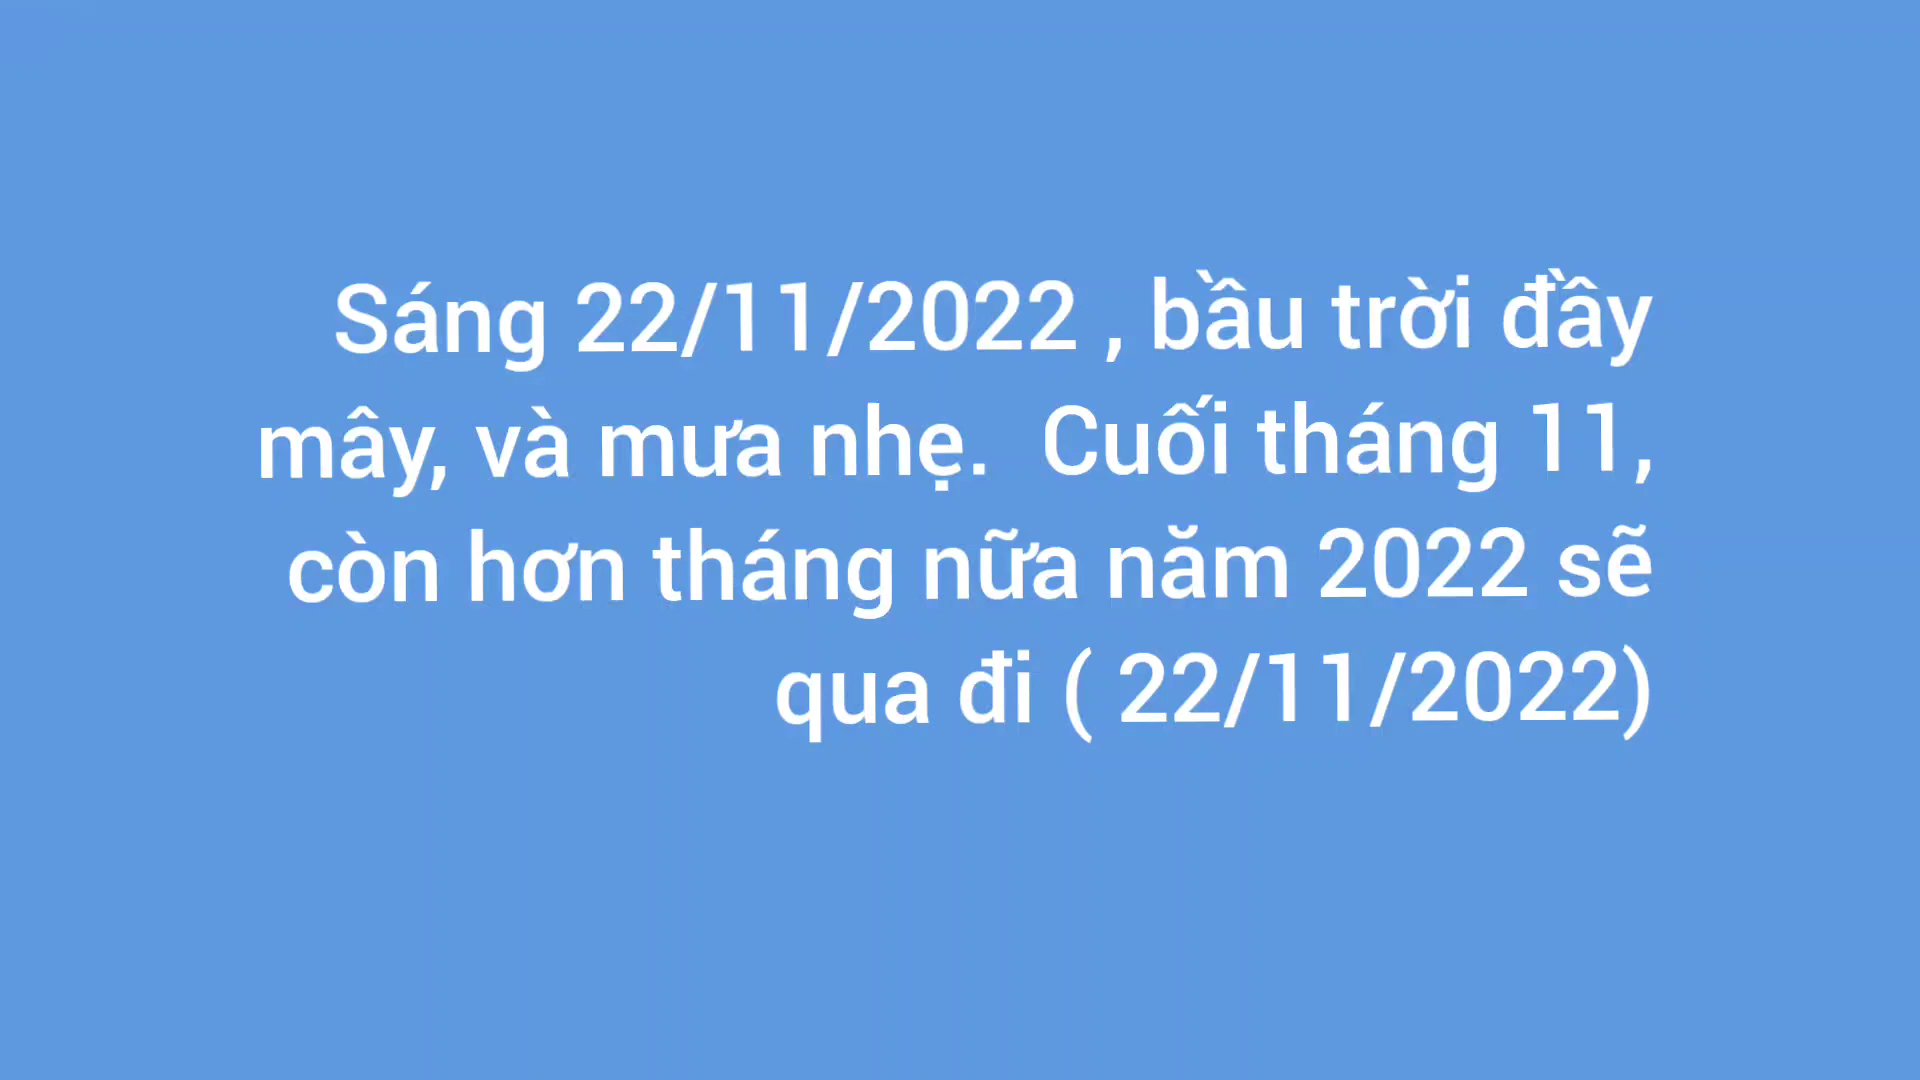 Sáng 22/11/2022 , bầu trời đầy
mây, và mưa nhẹ.  Cuối tháng 11,
còn hơn tháng nữa năm 2022 sẽ
qua đi ( 22/11/2022)